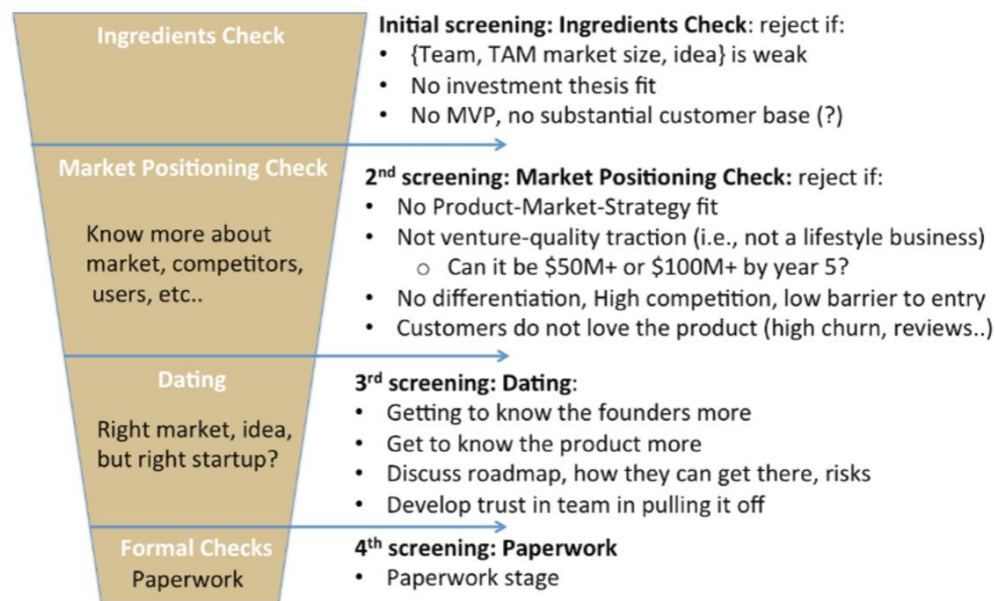 Ingredients Check
Initial screening: Ingredients Check: reject if:
• {Team, TAM market size, idea} is weak
• No investment thesis fit
• No MVP, no substantial customer base (?)
Market Positioning Check
Know more about
market, competitors,
users, etc..
2nd screening: Market Positioning Check: reject if:
• No Product-Market-Strategy fit
• Not venture-quality traction (i.e., not a lifestyle business)
o Can it be $50M+ or $100M+ by year 5?
• No differentiation, High competition, low barrier to entry
• Customers do not love the product (high churn, reviews..)
Dating
Right market, idea,
but right startup?
3rd screening: Dating:
• Getting to know the founders more
• Get to know the product more
• Discuss roadmap, how they can get there, risks
• Develop trust in team in pulling it off
Formal Checks
Paperwork
4th screening: Paperwork
• Paperwork stage